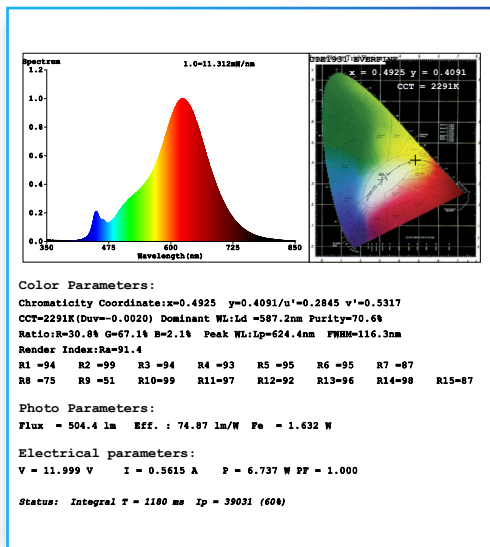 Spectrum
1.0=11.312mW/nm
1.2
1.0
0.8
0.6
0.4
0.2
0.0
350 475 600 725 850
Wavelength(nm)
x = 0.4925 y = 0.4091
CCT = 2291K
Color Parameters:
Chromaticity Coordinate:x=0.4925 y=0.4091/u'=0.2845 v'=0.5317
CCT=2291K(Duv=-0.0020) Dominant WL:Ld =587.2nm Purity=70.6%
Ratio:R=30.8% G=67.1% B=2.1% Peak WL:Lp=624.4nm FWHM=116.3nm
Render Index:Ra=91.4
R1 =94 R2 =99 R3 =94 R4 =93 R5 =95 R6 =95 R7 =87
R8 =75 R9 =51 R10=99 R11=97 R12=92 R13=96 R14=98 R15=87
Photo Parameters:
Flux = 504.4 lm Eff. : 74.87 lm/W Fe = 1.632 W
Electrical parameters:
V = 11.999 V I = 0.5615 A P = 6.737 W PF = 1.000
Status: Integral T = 1180 ms Ip = 39031 (60%)